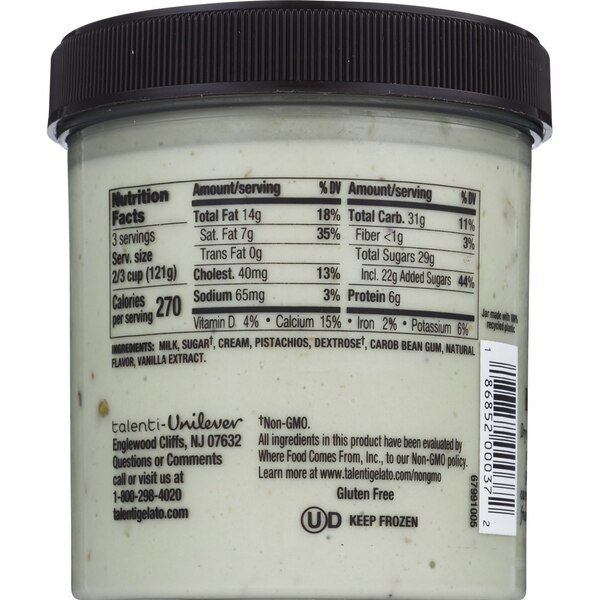 Nutrition
Facts
3 servings
Serv. size
2/3 cup (121g)
Calories
per serving 270
Amount/serving % DV
Total Fat 14g 18%
Sat. Fat 7g 35%
Trans Fat 0g
Cholest. 40mg 13%
Sodium 65mg 3%
Amount/serving % DV
Total Carb. 31g 11%
Fiber <1g 3%
Total Sugars 29g
Incl. 22g Added Sugars 44%
Protein 6g
Vitamin D 4% • Calcium 15% • Iron 2% • Potassium 6%
INGREDIENTS: MILK, SUGAR†, CREAM, PISTACHIOS, DEXTROSE†, CAROB BEAN GUM, NATURAL
FLAVOR, VANILLA EXTRACT.
talenti-Unilever
Englewood Cliffs, NJ 07632
Questions or Comments
call or visit us at
1-800-298-4020
talentigelato.com
†Non-GMO.
All ingredients in this product have been evaluated by
Where Food Comes From, Inc., to our Non-GMO policy.
Learn more at www.talentigelato.com/nongmo
Gluten Free
U D KEEP FROZEN
Jar made with 100%
recycled plastic
1 86852 00037 2
67991005